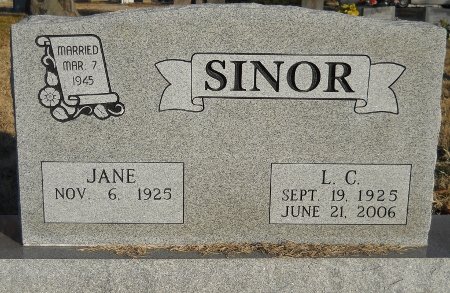 MARRIED
MAR. 7
1945
SINOR
JANE
NOV. 6, 1925
L. C.
SEPT. 19, 1925
JUNE 21, 2006